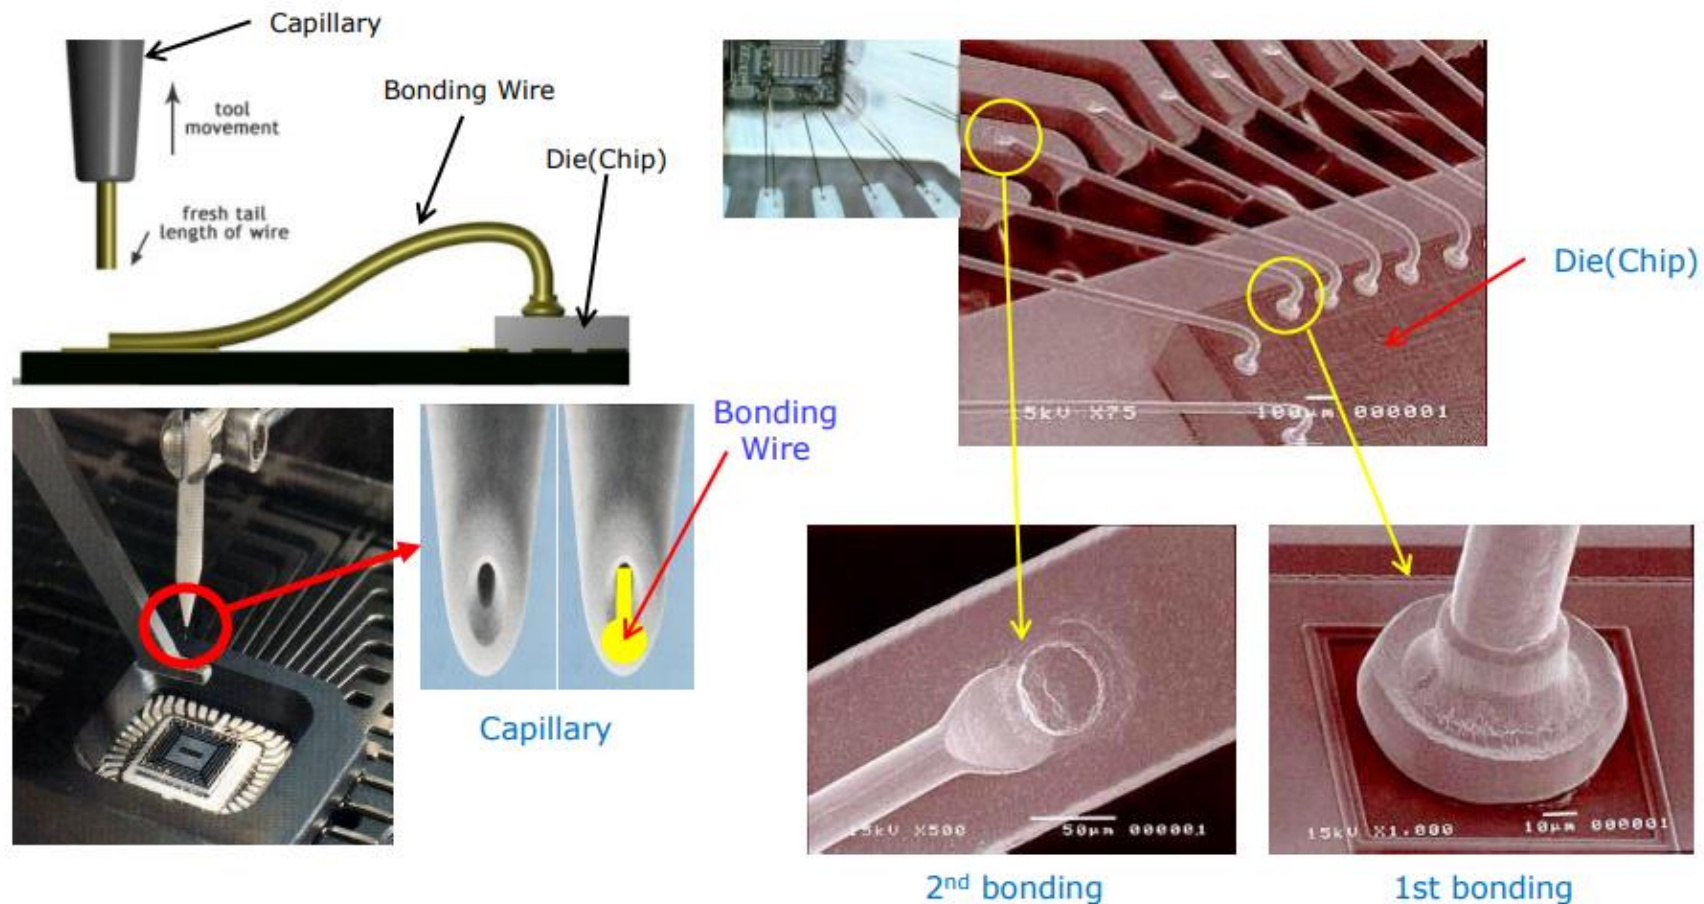 Capillary
tool
movement
Bonding Wire
Die(Chip)
fresh tail
length of wire
Die(Chip)
15kV X75 100µm 000001
Bonding
Wire
Capillary
15kV X500 50µm 000001
15kV X1,000 10µm 000001
2nd bonding
1st bonding